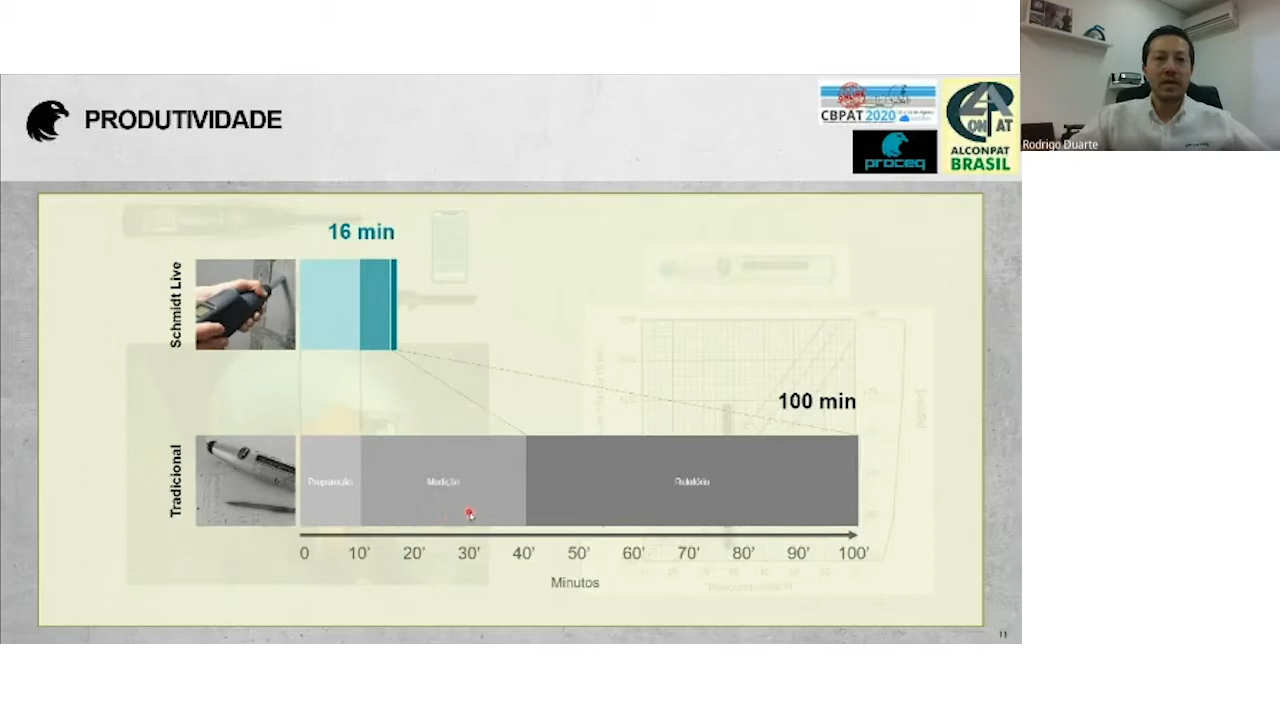 PRODUTIVIDADE
CBPAT 2020
proceq
ALCONPAT
BRASIL
Rodrigo Duarte
16 min
Schmidt Live
100 min
Tradicional
Preparação
Medição
Relatório
0 10' 20' 30' 40' 50' 60' 70' 80' 90' 100'
Minutos
11